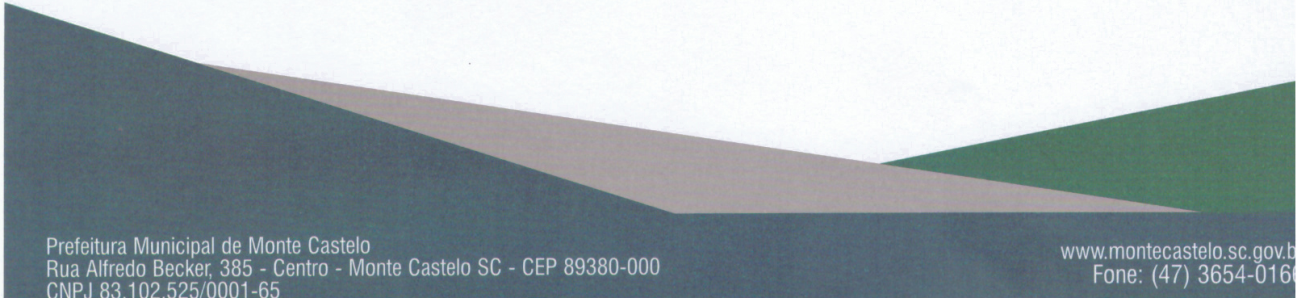 Prefeitura Municipal de Monte Castelo
Rua Alfredo Becker, 385 - Centro - Monte Castelo SC - CEP 89380-000
CNPJ 83.102.525/0001-65
www.montecastelo.sc.gov.b
Fone: (47) 3654-0166